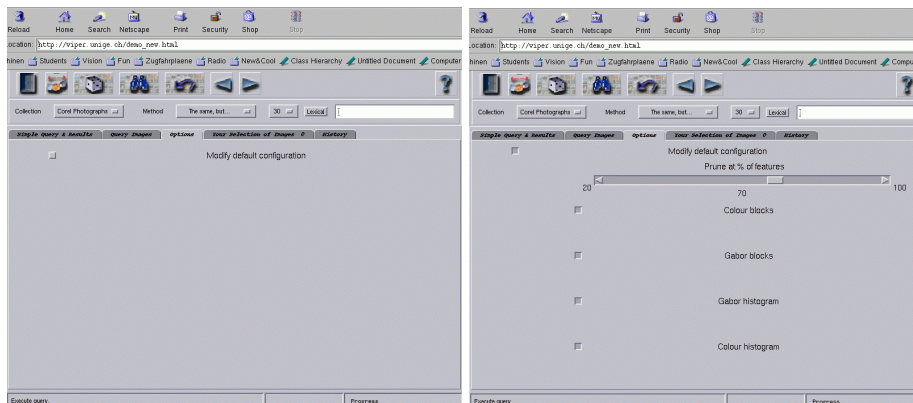 Reload Home Search Netscape Print Security Shop Stop
ocation: http://viper.unige.ch/demo_new.html
hinen Students Vision Fun Zugfahrplaene Radio New&Cool Class Hierarchy Untitled Document Computer
?
Collection Corel Photographs Method The same, but... 30 Lexical
Simple Query & Results Query Images Options Your Selection of Images 0 History
Modify default configuration
Execute query. Progress
Reload Home Search Netscape Print Security Shop Stop
ocation: http://viper.unige.ch/demo_new.html
hinen Students Vision Fun Zugfahrplaene Radio New&Cool Class Hierarchy Untitled Document Compu
?
Collection Corel Photographs Method The same, but... 30 Lexical
Simple Query & Results Query Images Options Your Selection of Images 0 History
Modify default configuration
Prune at % of features
20 70 100
Colour blocks
Gabor blocks
Gabor histogram
Colour histogram
Execute query. Progress